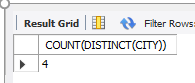 Result Grid Filter Rows:
COUNT(DISTINCT(CITY))
4